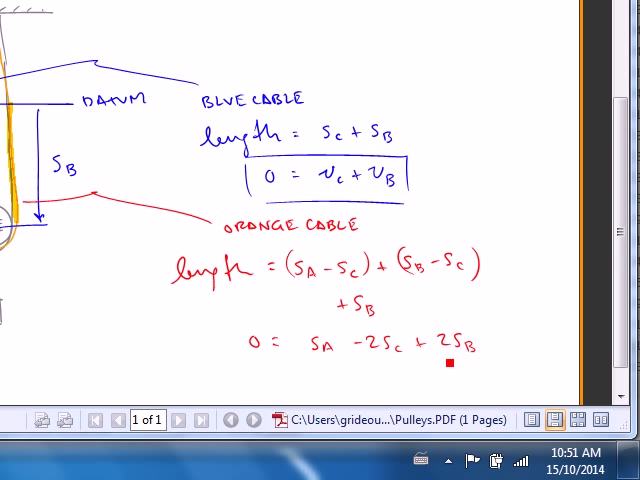 DATUM
BLUE CABLE
length = Sc + SB
SB
0 = vc + vB
ORANGE CABLE
length = (SA - Sc) + (SB - Sc)
+ SB
0 = SA - 2Sc + 2SB
1 of 1
C:\Users\grideou...\Pulleys.PDF (1 Pages)
10:51 AM
15/10/2014